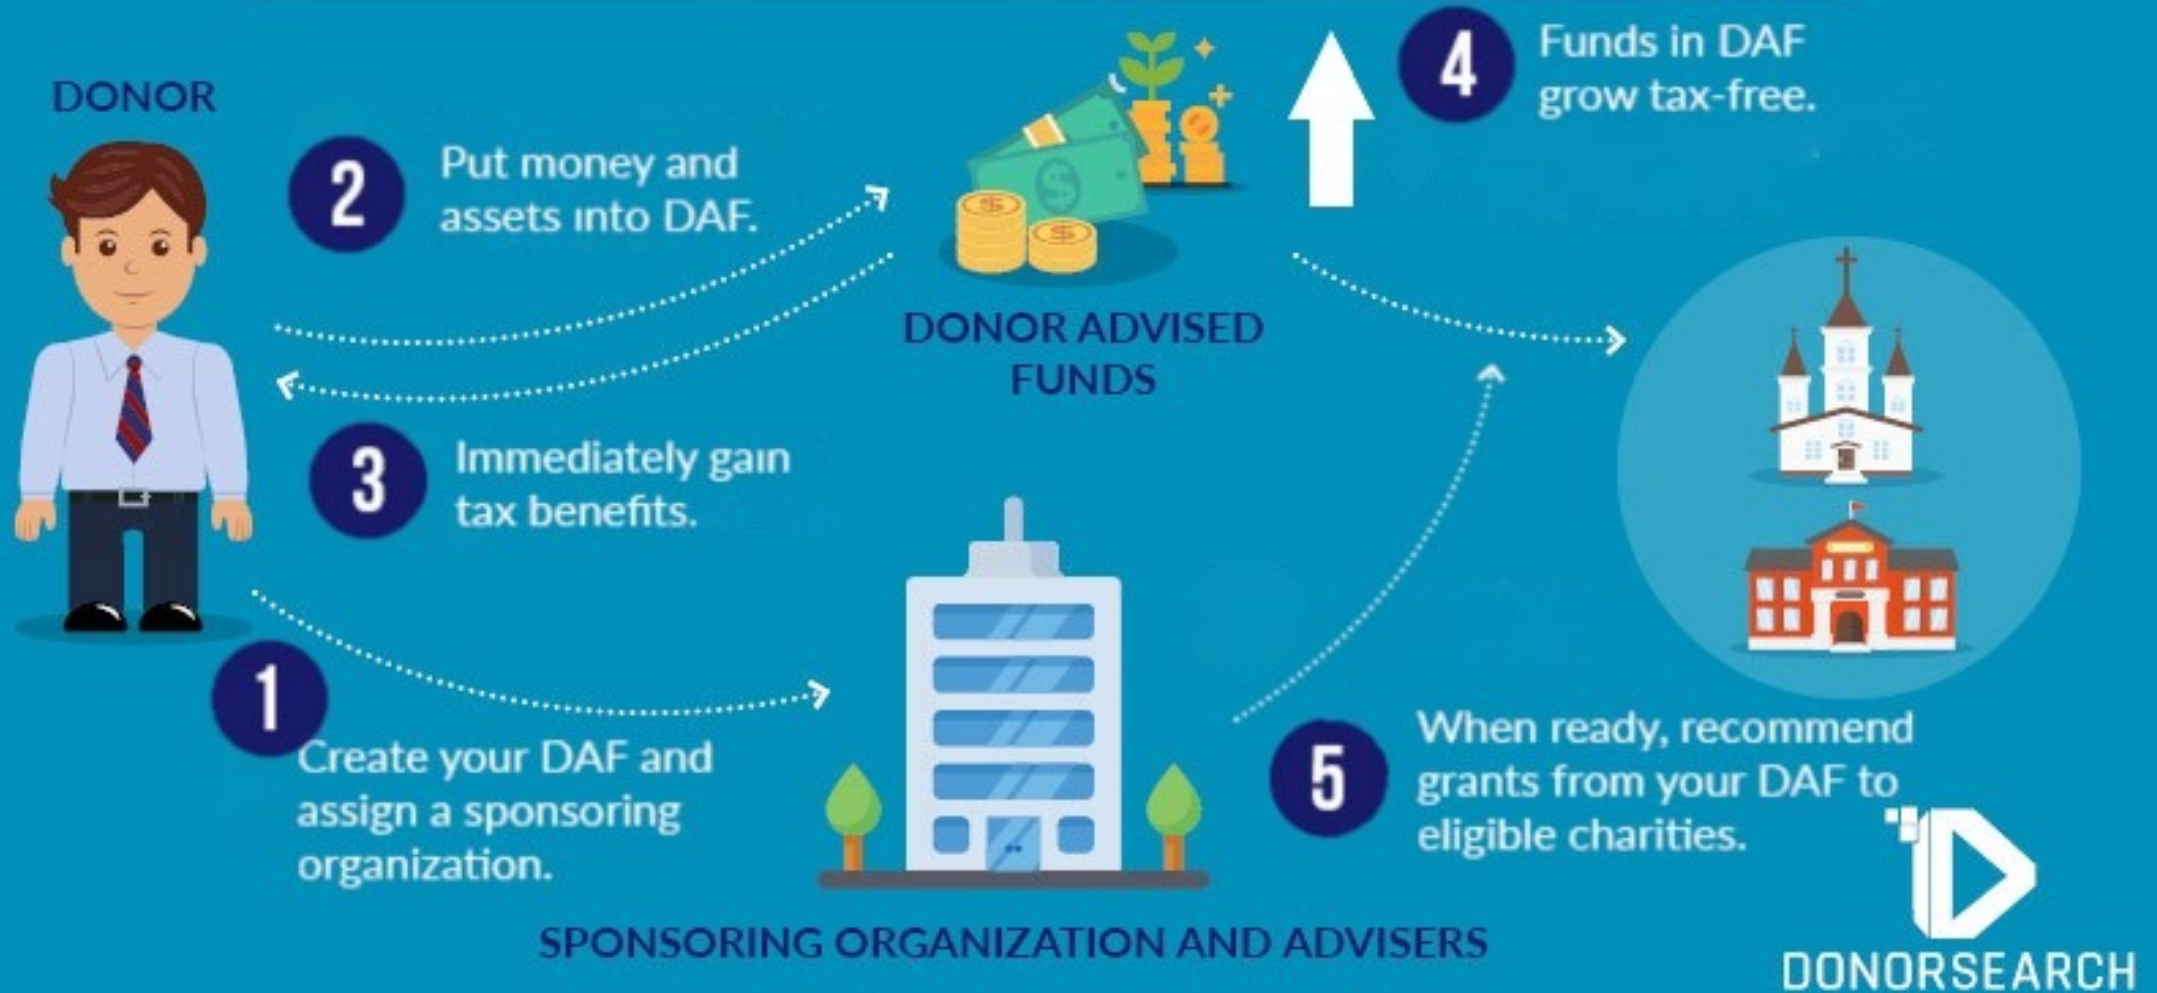 DONOR
2
Put money and
assets into DAF.
DONOR ADVISED
FUNDS
4
Funds in DAF
grow tax-free.
3
Immediately gain
tax benefits.
1
Create your DAF and
assign a sponsoring
organization.
5
When ready, recommend
grants from your DAF to
eligible charities.
SPONSORING ORGANIZATION AND ADVISERS
DONORSEARCH